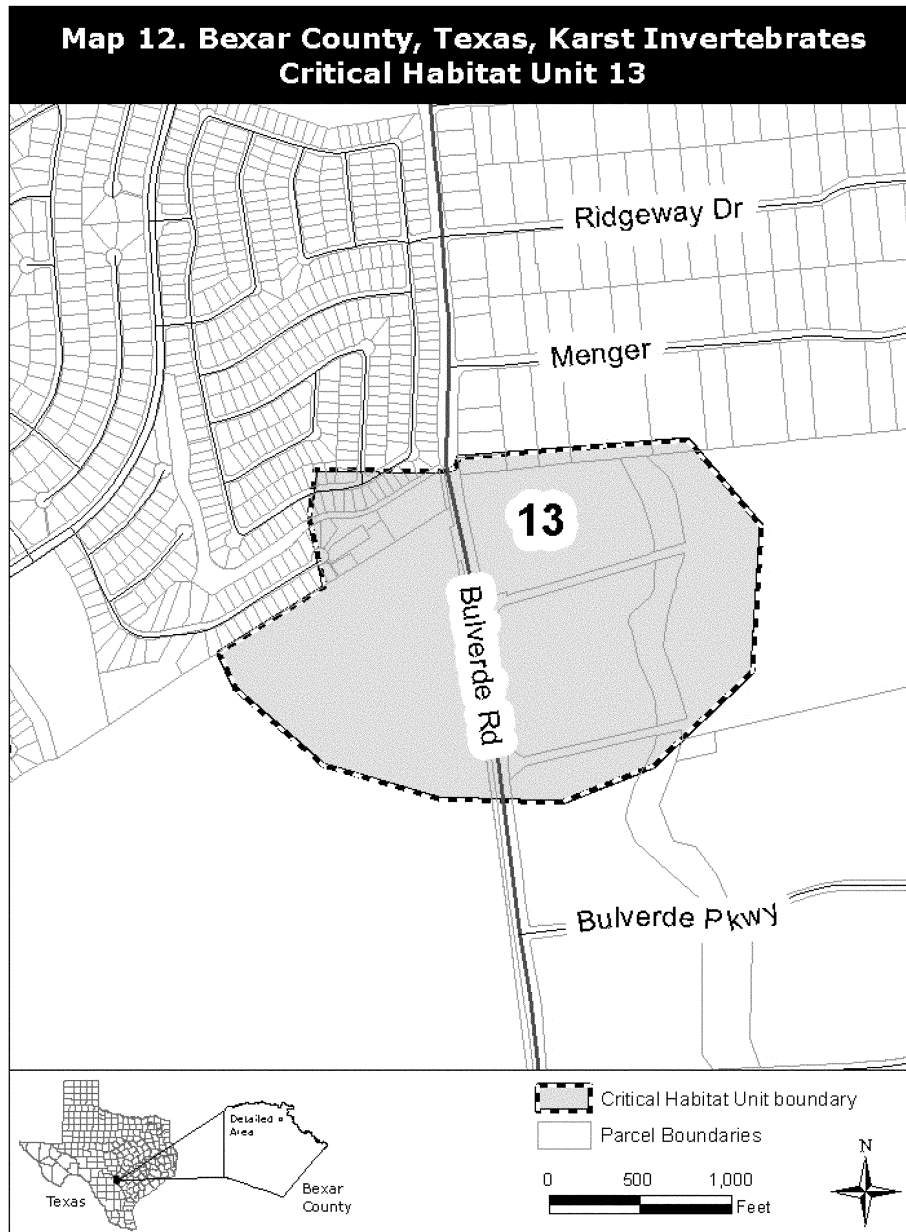 Map 12. Bexar County, Texas, Karst Invertebrates
Critical Habitat Unit 13
Ridgeway Dr
Menger
13
Bulverde Rd
Bulverde Pkwy
Texas
Detailed
Area
Bexar
County
Critical Habitat Unit boundary
Parcel Boundaries
0 500 1,000
Feet
N